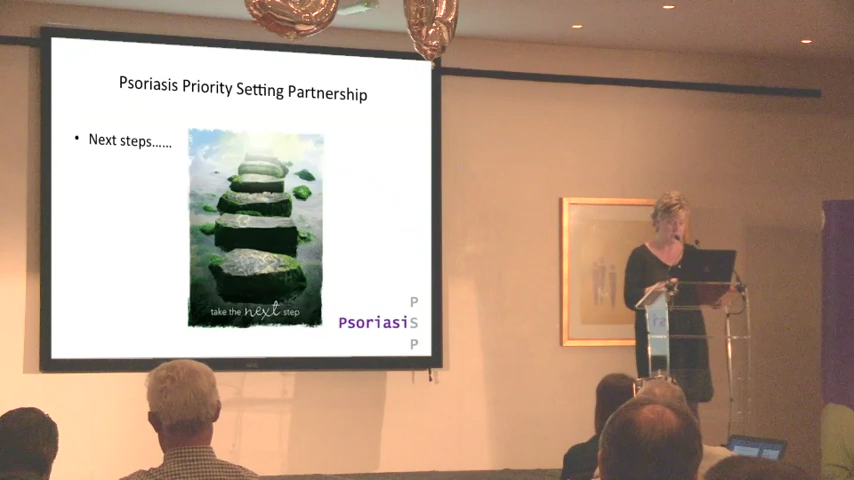 Psoriasis Priority Setting Partnership
• Next steps......
take the next step
P
PsoriasiS
P